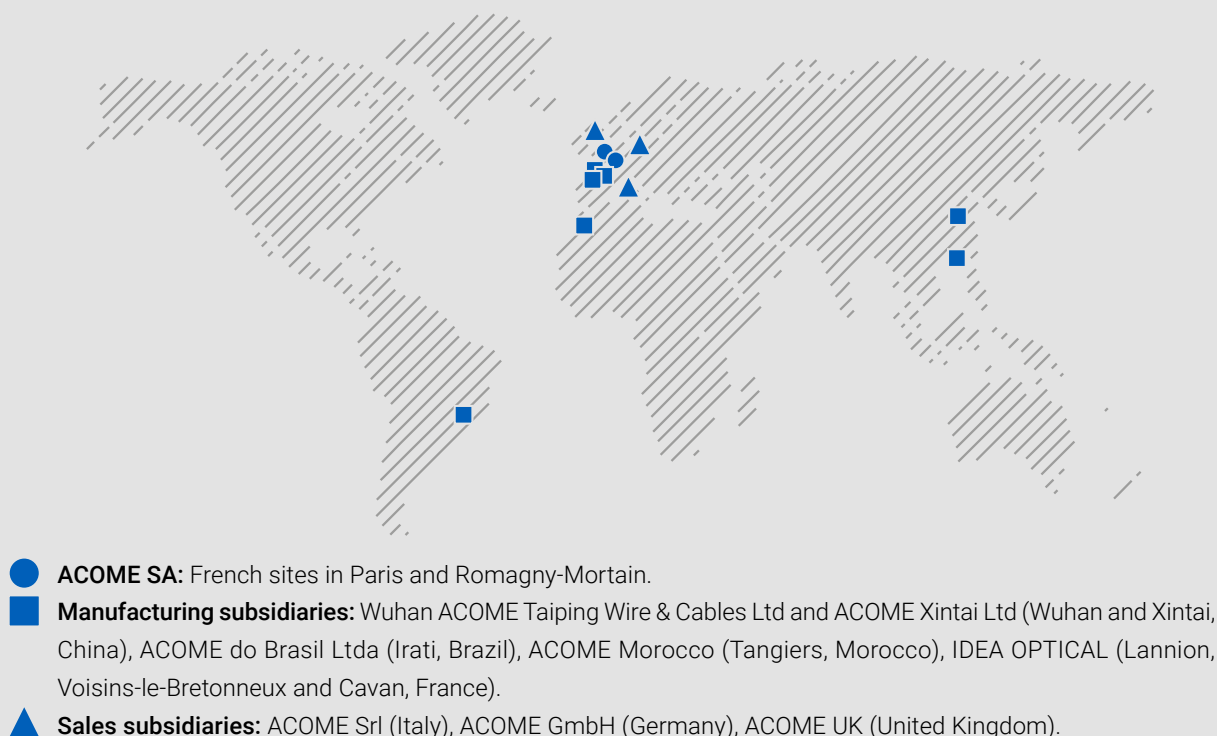 ACOME SA: French sites in Paris and Romagny-Mortain.
Manufacturing subsidiaries: Wuhan ACOME Taiping Wire & Cables Ltd and ACOME Xintai Ltd (Wuhan and Xintai,
China), ACOME do Brasil Ltda (Irati, Brazil), ACOME Morocco (Tangiers, Morocco), IDEA OPTICAL (Lannion,
Voisins-le-Bretonneux and Cavan, France).
Sales subsidiaries: ACOME Srl (Italy), ACOME GmbH (Germany), ACOME UK (United Kingdom).